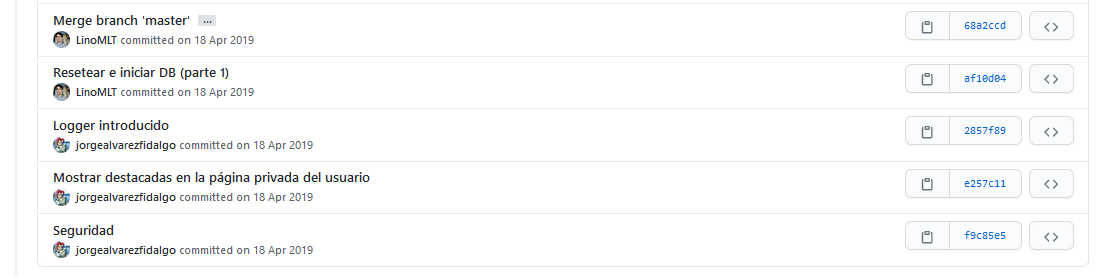 Merge branch 'master' ...
LinoMLT committed on 18 Apr 2019
68a2ccd
Resetear e iniciar DB (parte 1)
LinoMLT committed on 18 Apr 2019
af10d04
Logger introducido
jorgealvarezfidalgo committed on 18 Apr 2019
2857f89
Mostrar destacadas en la página privada del usuario
jorgealvarezfidalgo committed on 18 Apr 2019
e257c11
Seguridad
jorgealvarezfidalgo committed on 18 Apr 2019
f9c85e5